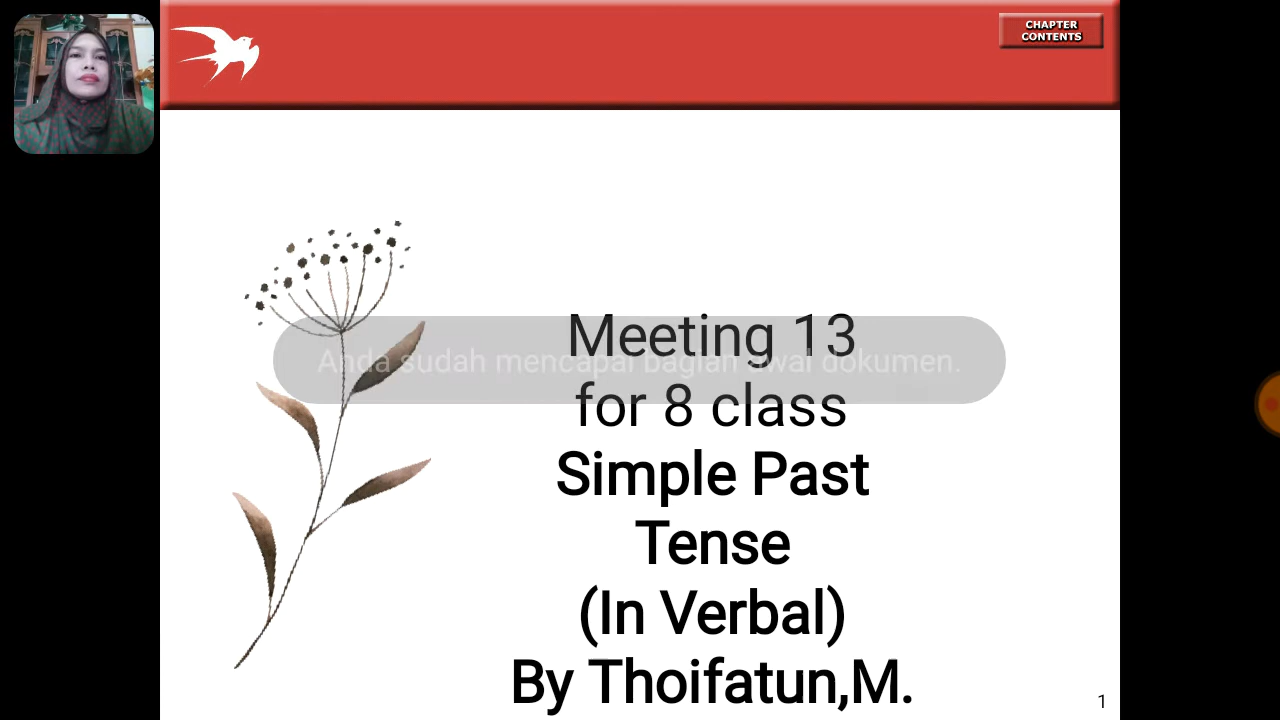 CHAPTER
CONTENTS
Meeting 13
Anda sudah mencapai bagian awal dokumen.
for 8 class
Simple Past
Tense
(In Verbal)
By Thoifatun,M.
1